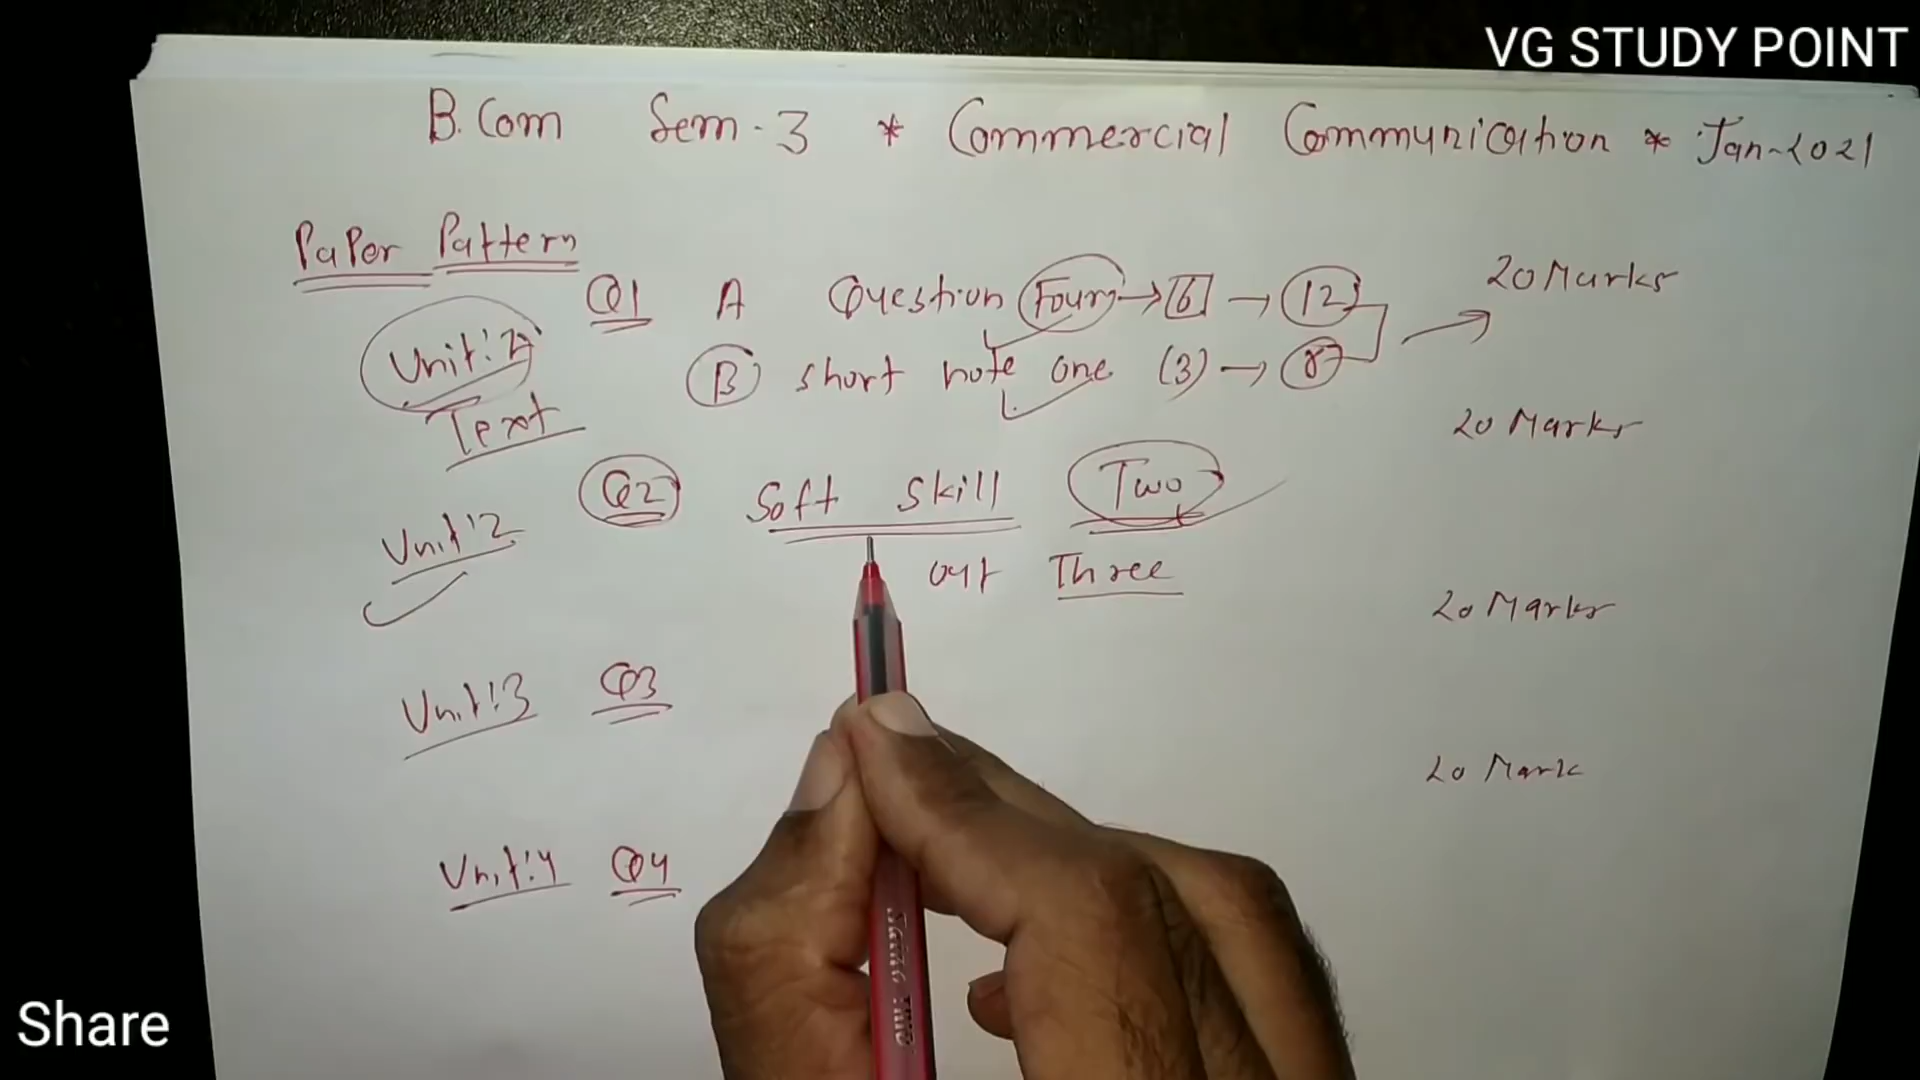 VG STUDY POINT
B.Com Sem-3 * Commercial Communication * Jan-2021
Paper Pattern
Q1 A Question Four → 6 → 12 → 20 Marks
Unit:
B short note one (3) → 8
Text
20 Marks
Q2 Soft Skill Two
Unit:2
out Three
20 Marks
Unit:3 Q3
20 Mark
Unit:4 Q4
Share